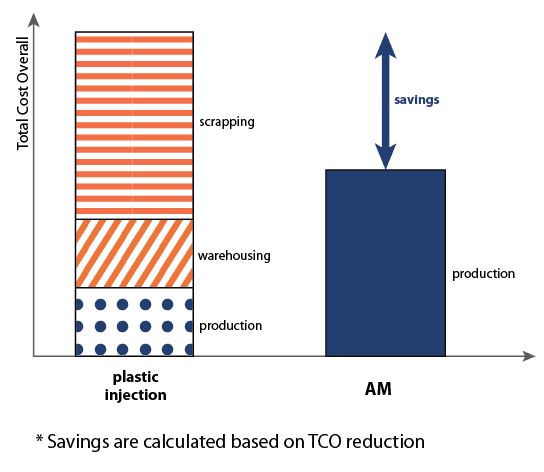 Total Cost Overall
scrapping
warehousing
production
plastic
injection
savings
production
AM
* Savings are calculated based on TCO reduction